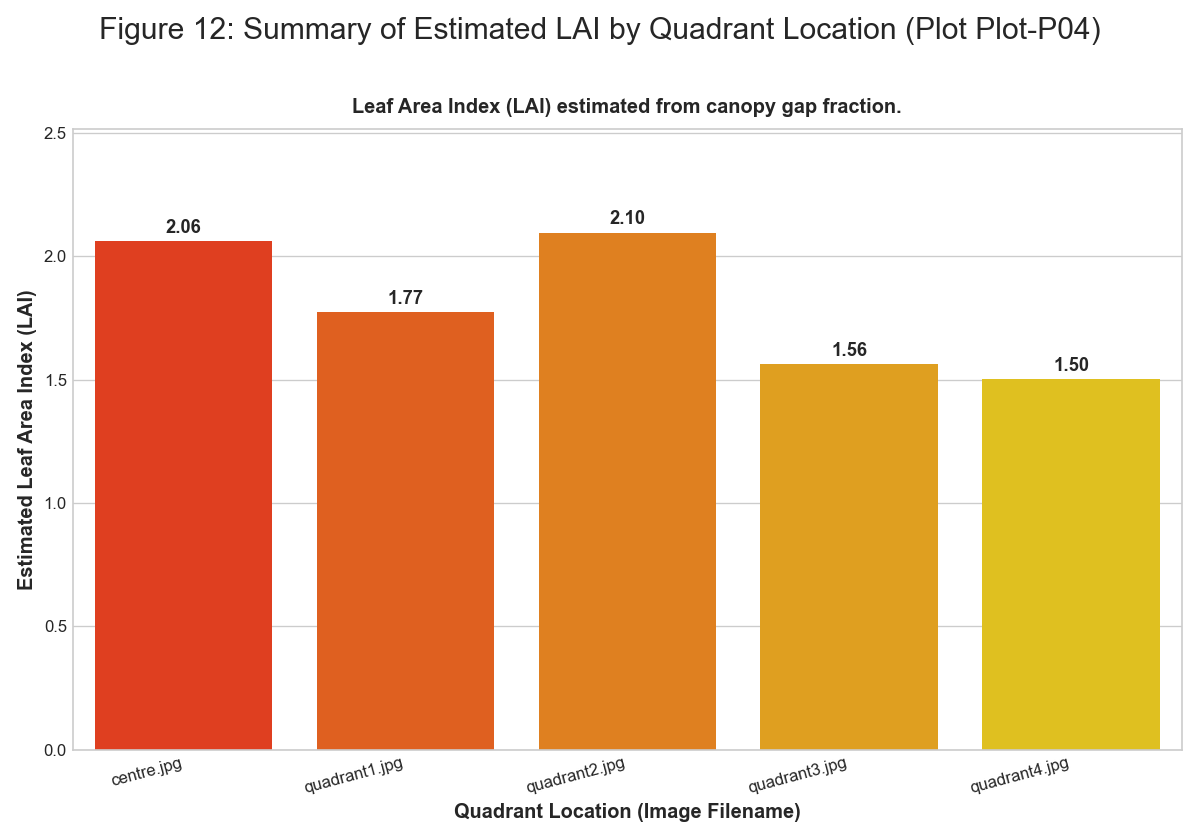 Figure 12: Summary of Estimated LAI by Quadrant Location (Plot Plot-P04)
Leaf Area Index (LAI) estimated from canopy gap fraction.
Estimated Leaf Area Index (LAI)
2.5
2.0
1.5
1.0
0.5
0.0
2.06
1.77
2.10
1.56
1.50
centre.jpg
quadrant1.jpg
quadrant2.jpg
quadrant3.jpg
quadrant4.jpg
Quadrant Location (Image Filename)